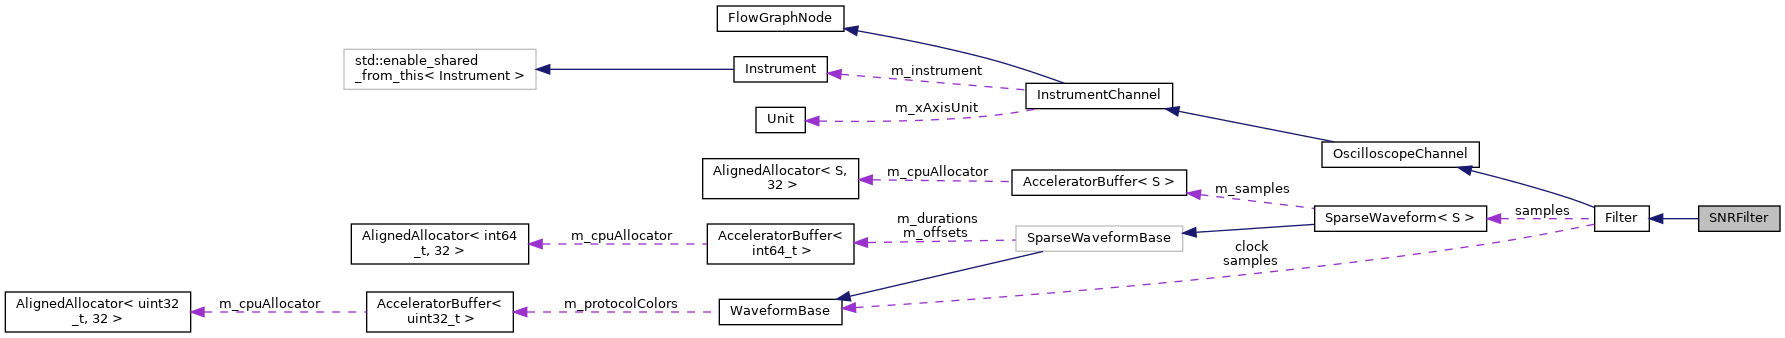 FlowGraphNode
std::enable_shared
_from_this< Instrument >
Instrument
m_instrument
InstrumentChannel
m_xAxisUnit
Unit
OscilloscopeChannel
AlignedAllocator< S,
32 >
m_cpuAllocator
AcceleratorBuffer< S >
m_samples
SparseWaveform< S >
samples
Filter
SNRFilter
AlignedAllocator< int64
_t, 32 >
m_cpuAllocator
AcceleratorBuffer<
int64_t >
m_durations
m_offsets
SparseWaveformBase
clock
samples
AlignedAllocator< uint32
_t, 32 >
m_cpuAllocator
AcceleratorBuffer<
uint32_t >
m_protocolColors
WaveformBase